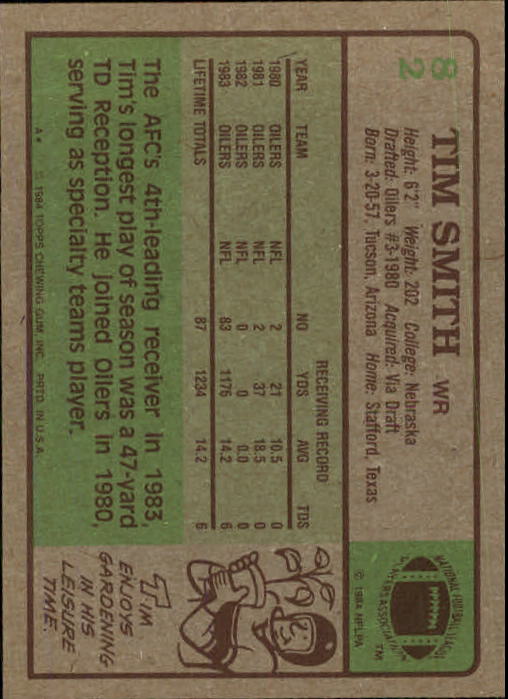 82
TIM SMITH WR
Height: 6'2" Weight: 202 College: Nebraska
Drafted: Oilers #3-1980 Acquired: Via Draft
Born: 3-20-57, Tucson, Arizona Home: Stafford, Texas
NATIONAL FOOTBALL LEAGUE
PLAYERS ASSOCIATION
TM
© 1984 NFLPA
RECEIVING RECORD
YEAR TEAM NO YDS AVG TDS
1980 OILERS NFL 2 21 10.5 0
1981 OILERS NFL 2 37 18.5 0
1982 OILERS NFL 0 0 0.0 0
1983 OILERS NFL 83 1176 14.2 6
LIFETIME TOTALS 87 1234 14.2 6
The AFC's 4th-leading receiver in 1983,
Tim's longest play of season was a 47-yard
TD Reception. He joined Oilers in 1980,
serving as specialty teams player.
A* © 1984 TOPPS CHEWING GUM, INC. PRTD. IN U.S.A.
TIM
ENJOYS
GARDENING
IN HIS
LEISURE
TIME.